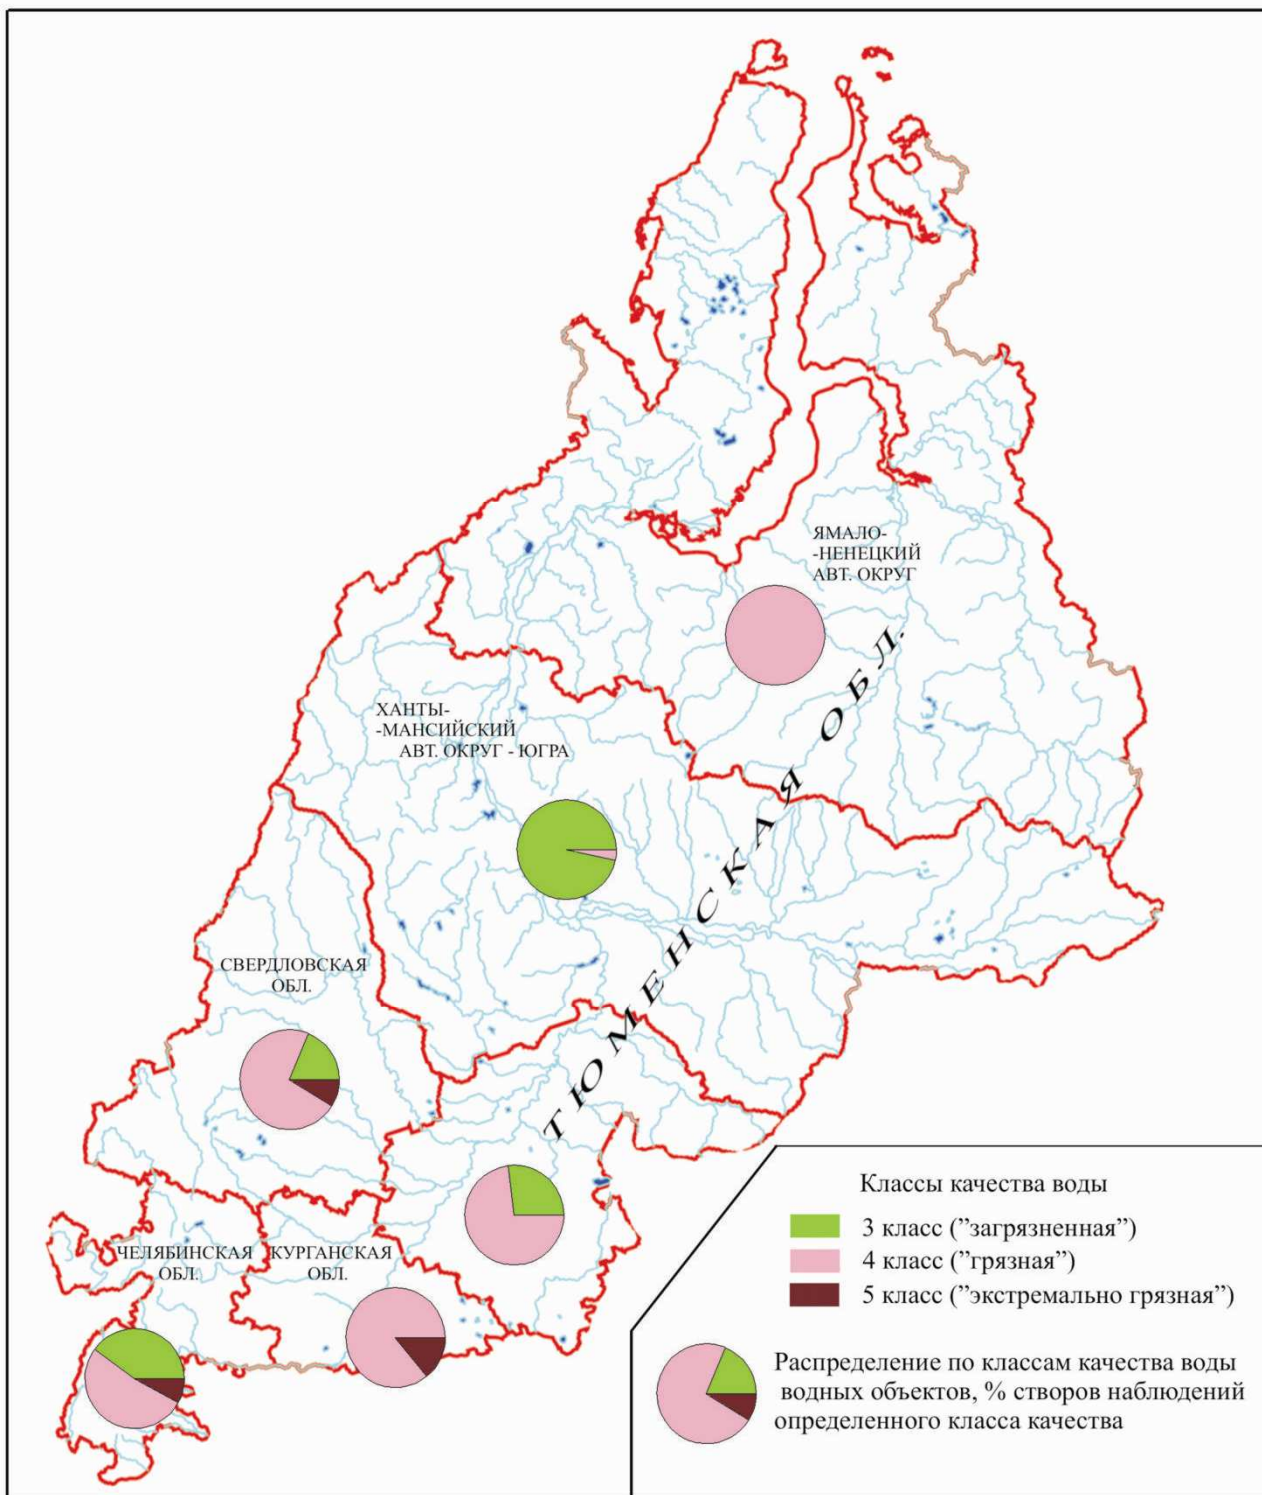 ЯМАЛО-
-НЕНЕЦКИЙ
АВТ. ОКРУГ
ХАНТЫ-
-МАНСИЙСКИЙ
АВТ. ОКРУГ - ЮГРА
ТЮМЕНСКАЯ ОБЛ.
СВЕРДЛОВСКАЯ
ОБЛ.
ЧЕЛЯБИНСКАЯ
ОБЛ.
КУРГАНСКАЯ
ОБЛ.
Классы качества воды
3 класс ("загрязненная")
4 класс ("грязная")
5 класс ("экстремально грязная")
Распределение по классам качества воды
водных объектов, % створов наблюдений
определенного класса качества